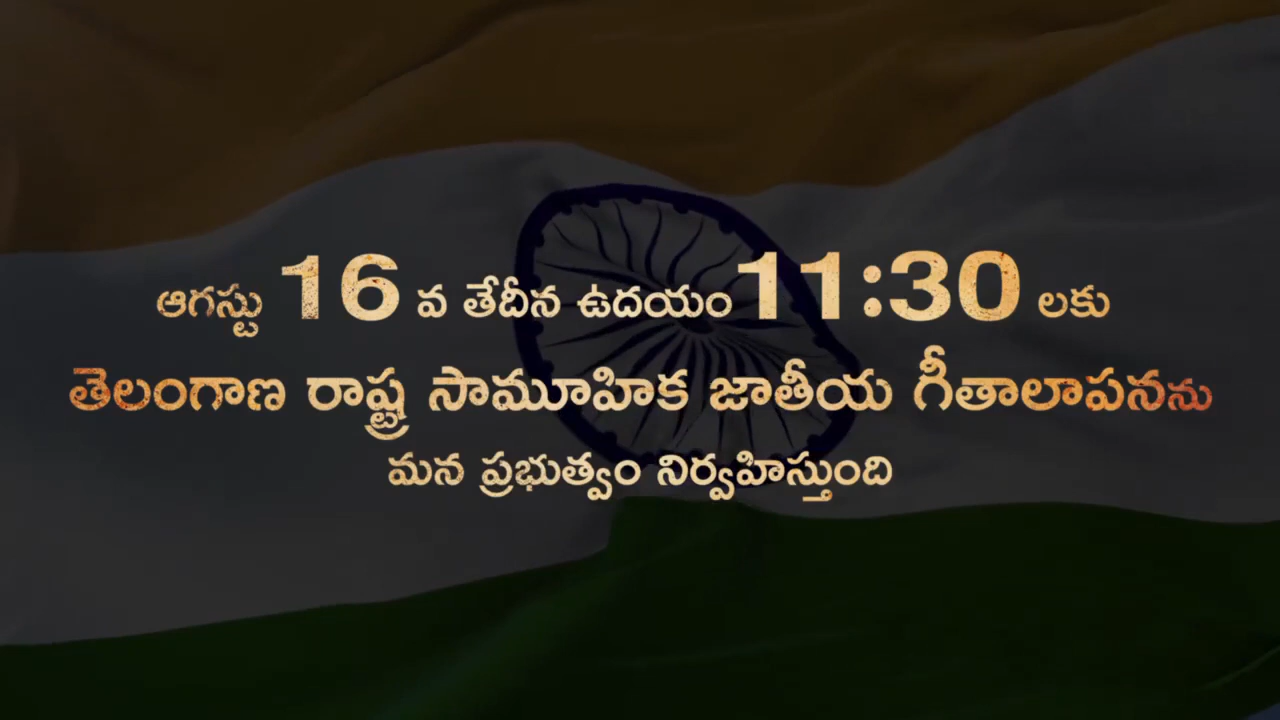 ఆగస్టు 16 వ తేదీన ఉదయం 11:30 లకు
తెలంగాణ రాష్ట్ర సామూహిక జాతీయ గీతాలాపనను
మన ప్రభుత్వం నిర్వహిస్తుంది